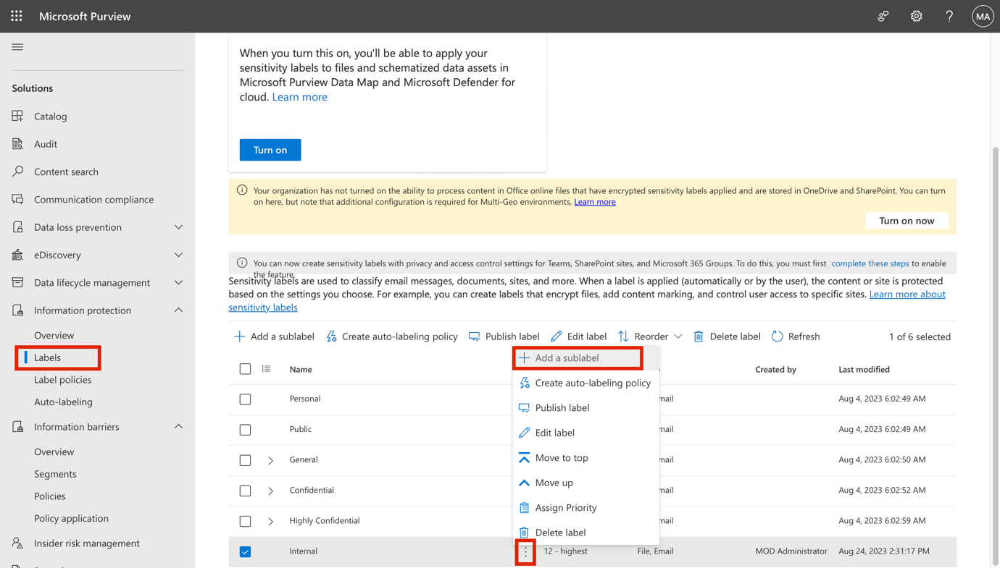 Microsoft Purview
MA
Solutions
Catalog
Audit
Content search
Communication compliance
Data loss prevention
eDiscovery
Data lifecycle management
Information protection
Overview
Labels
Label policies
Auto-labeling
Information barriers
Overview
Segments
Policies
Policy application
Insider risk management
When you turn this on, you'll be able to apply your
sensitivity labels to files and schematized data assets in
Microsoft Purview Data Map and Microsoft Defender for
cloud. Learn more
Turn on
Your organization has not turned on the ability to process content in Office online files that have encrypted sensitivity labels applied and are stored in OneDrive and SharePoint. You can turn
on here, but note that additional configuration is required for Multi-Geo environments. Learn more
Turn on now
You can now create sensitivity labels with privacy and access control settings for Teams, SharePoint sites, and Microsoft 365 Groups. To do this, you must first complete these steps to enable
the feature.
Sensitivity labels are used to classify email messages, documents, sites, and more. When a label is applied (automatically or by the user), the content or site is protected
based on the settings you choose. For example, you can create labels that encrypt files, add content marking, and control user access to specific sites. Learn more about
sensitivity labels
Add a sublabel Create auto-labeling policy Publish label Edit label Reorder Delete label Refresh 1 of 6 selected
Name Created by Last modified
Personal mail Aug 4, 2023 6:02:49 AM
Public mail Aug 4, 2023 6:02:49 AM
General mail Aug 4, 2023 6:02:50 AM
Confidential mail Aug 4, 2023 6:02:52 AM
Highly Confidential mail Aug 4, 2023 6:02:59 AM
Internal 12 - highest File, Email MOD Administrator Aug 24, 2023 2:31:17 PM
Add a sublabel
Create auto-labeling policy
Publish label
Edit label
Move to top
Move up
Assign Priority
Delete label